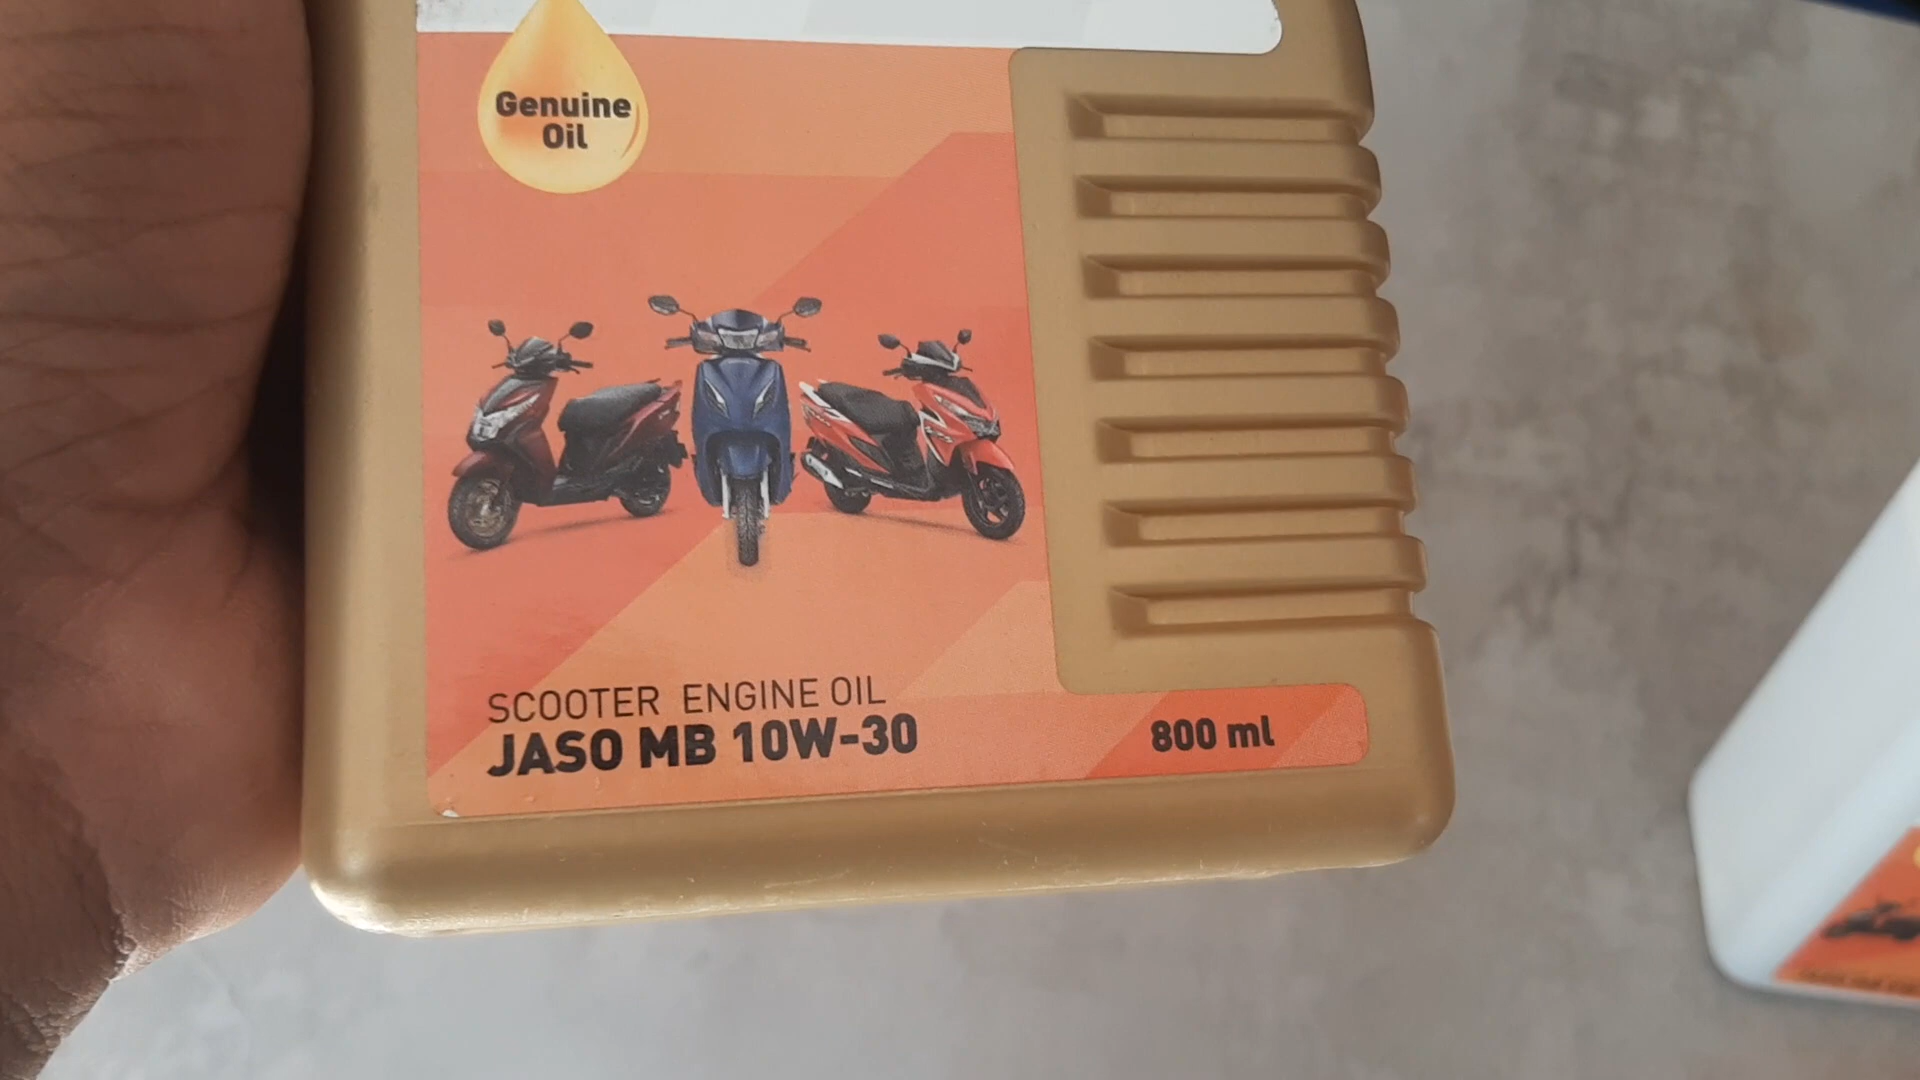 Genuine
Oil
SCOOTER ENGINE OIL
JASO MB 10W-30
800 ml